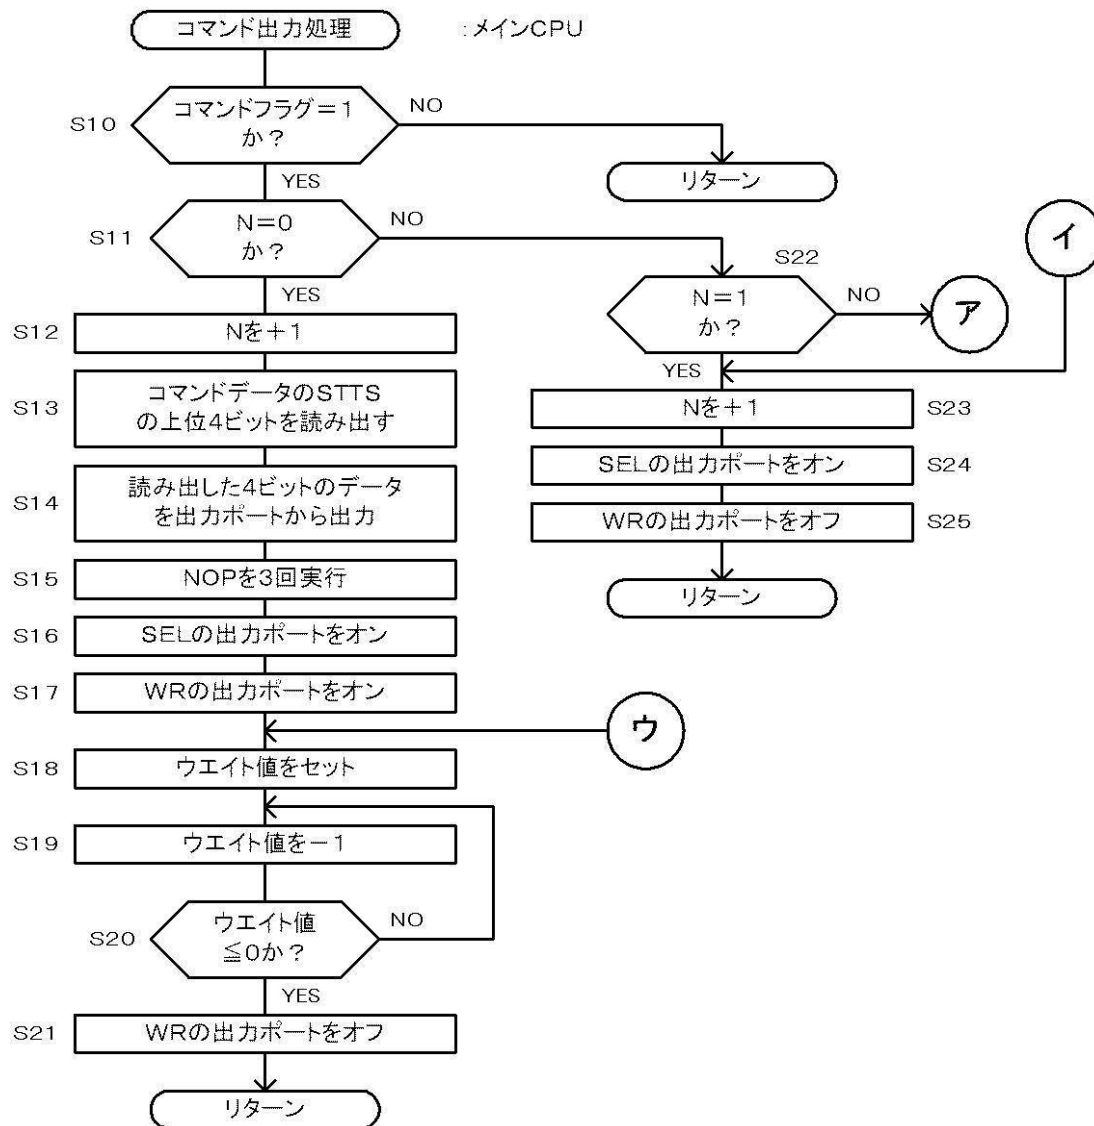 コマンド出力処理
:メインCPU
S10
コマンドフラグ=1
か?
NO
リターン
YES
S11
N=0
か?
NO
イ
S22
N=1
か?
NO
ア
YES
YES
S12
Nを+1
S13
コマンドデータのSTTS
の上位4ビットを読み出す
Nを+1
S23
SELの出力ポートをオン
S24
S14
読み出した4ビットのデータ
を出力ポートから出力
WRの出力ポートをオフ
S25
S15
NOPを3回実行
リターン
S16
SELの出力ポートをオン
S17
WRの出力ポートをオン
ウ
S18
ウエイト値をセット
S19
ウエイト値を-1
S20
ウエイト値
≦0か?
NO
YES
S21
WRの出力ポートをオフ
リターン